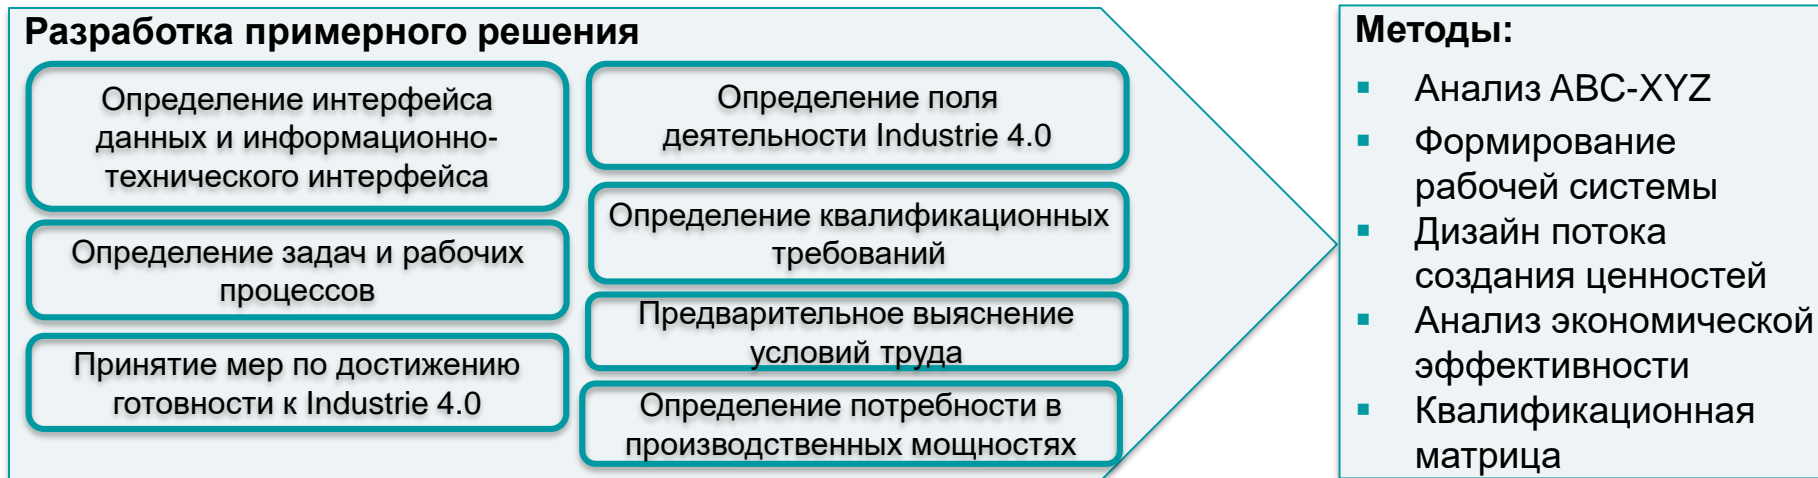 Разработка примерного решения
Определение интерфейса
данных и информационно-
технического интерфейса
Определение задач и рабочих
процессов
Принятие мер по достижению
готовности к Industrie 4.0
Определение поля
деятельности Industrie 4.0
Определение квалификационных
требований
Предварительное выяснение
условий труда
Определение потребности в
производственных мощностях
Методы:
▪ Анализ ABC-XYZ
▪ Формирование
рабочей системы
▪ Дизайн потока
создания ценностей
▪ Анализ экономической
эффективности
▪ Квалификационная
матрица